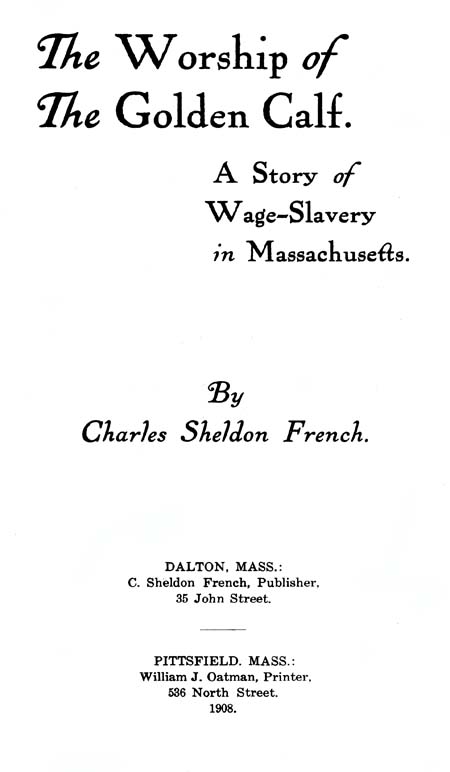 The Worship of
The Golden Calf.
A Story of
Wage-Slavery
in Massachusetts.
By
Charles Sheldon French.
DALTON, MASS.:
C. Sheldon French, Publisher,
35 John Street.
PITTSFIELD. MASS.:
William J. Oatman, Printer,
536 North Street.
1908.